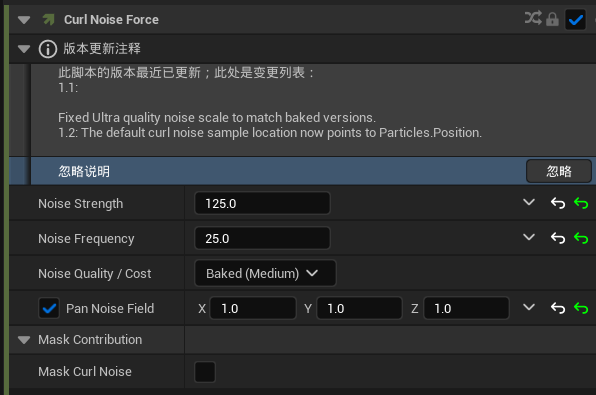 Curl Noise Force
版本更新注释
此脚本的版本最近已更新；此处是变更列表：
1.1:
Fixed Ultra quality noise scale to match baked versions.
1.2: The default curl noise sample location now points to Particles.Position.
忽略说明 忽略
Noise Strength 125.0
Noise Frequency 25.0
Noise Quality / Cost Baked (Medium)
Pan Noise Field X 1.0 Y 1.0 Z 1.0
Mask Contribution
Mask Curl Noise